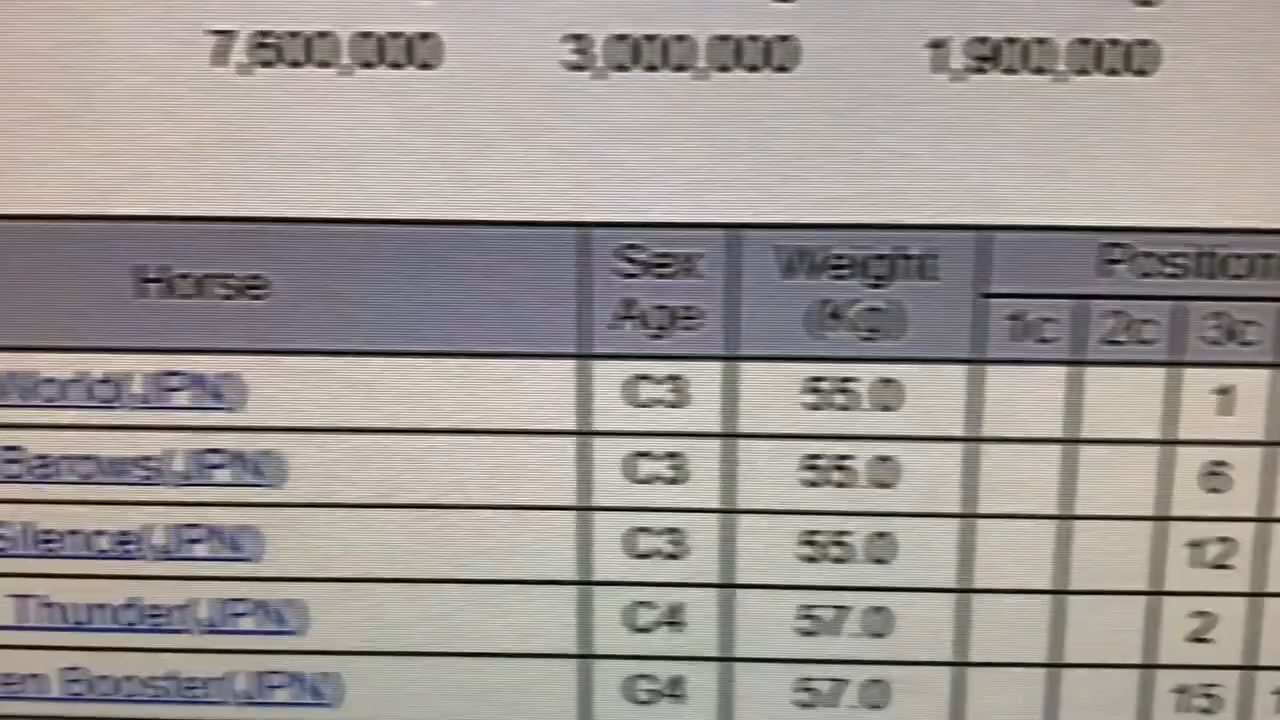 7,600,000 3,000,000 1,900,000
Horse Sex Age Weight (Kg) Position
1c 2c 3c
World(JPN) C3 55.0 1
Barows(JPN) C3 55.0 6
Silence(JPN) C3 55.0 12
Thunder(JPN) C4 57.0 2
en Booster(JPN) G4 57.0 15